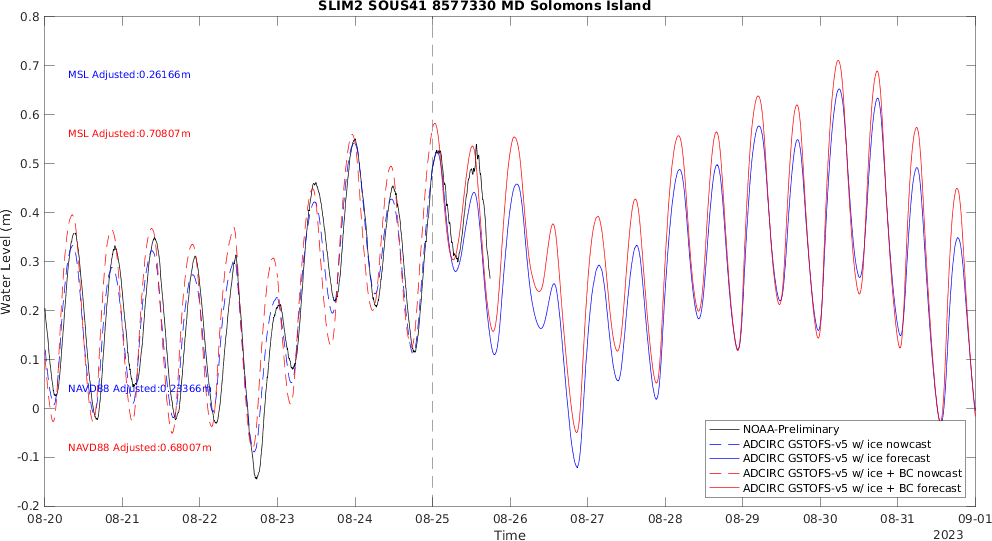 SLIM2 SOUS41 8577330 MD Solomons Island
0.8
0.7
0.6
0.5
0.4
0.3
0.2
0.1
0
-0.1
-0.2
Water Level (m)
MSL Adjusted:0.26166m
MSL Adjusted:0.70807m
NAVD88 Adjusted:0.23366m
NAVD88 Adjusted:0.68007m
NOAA-Preliminary
ADCIRC GSTOFS-v5 w/ ice nowcast
ADCIRC GSTOFS-v5 w/ ice forecast
ADCIRC GSTOFS-v5 w/ ice + BC nowcast
ADCIRC GSTOFS-v5 w/ ice + BC forecast
08-20 08-21 08-22 08-23 08-24 08-25 08-26 08-27 08-28 08-29 08-30 08-31 09-01
Time
2023